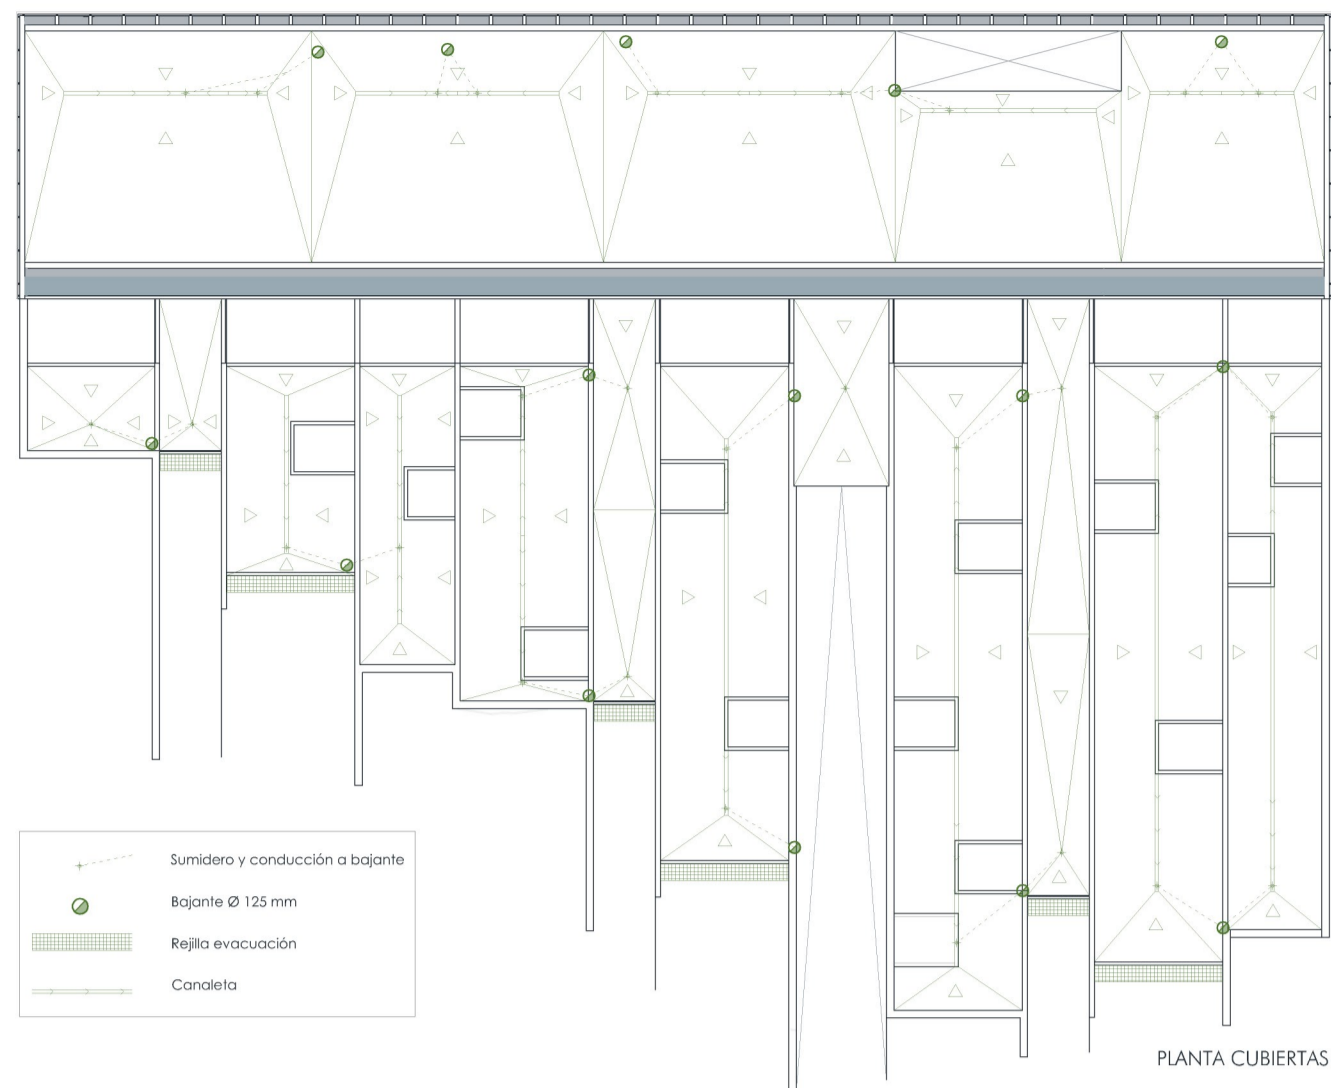 Sumidero y conducción a bajante
Bajante Ø 125 mm
Rejilla evacuación
Canaleta
PLANTA CUBIERTAS